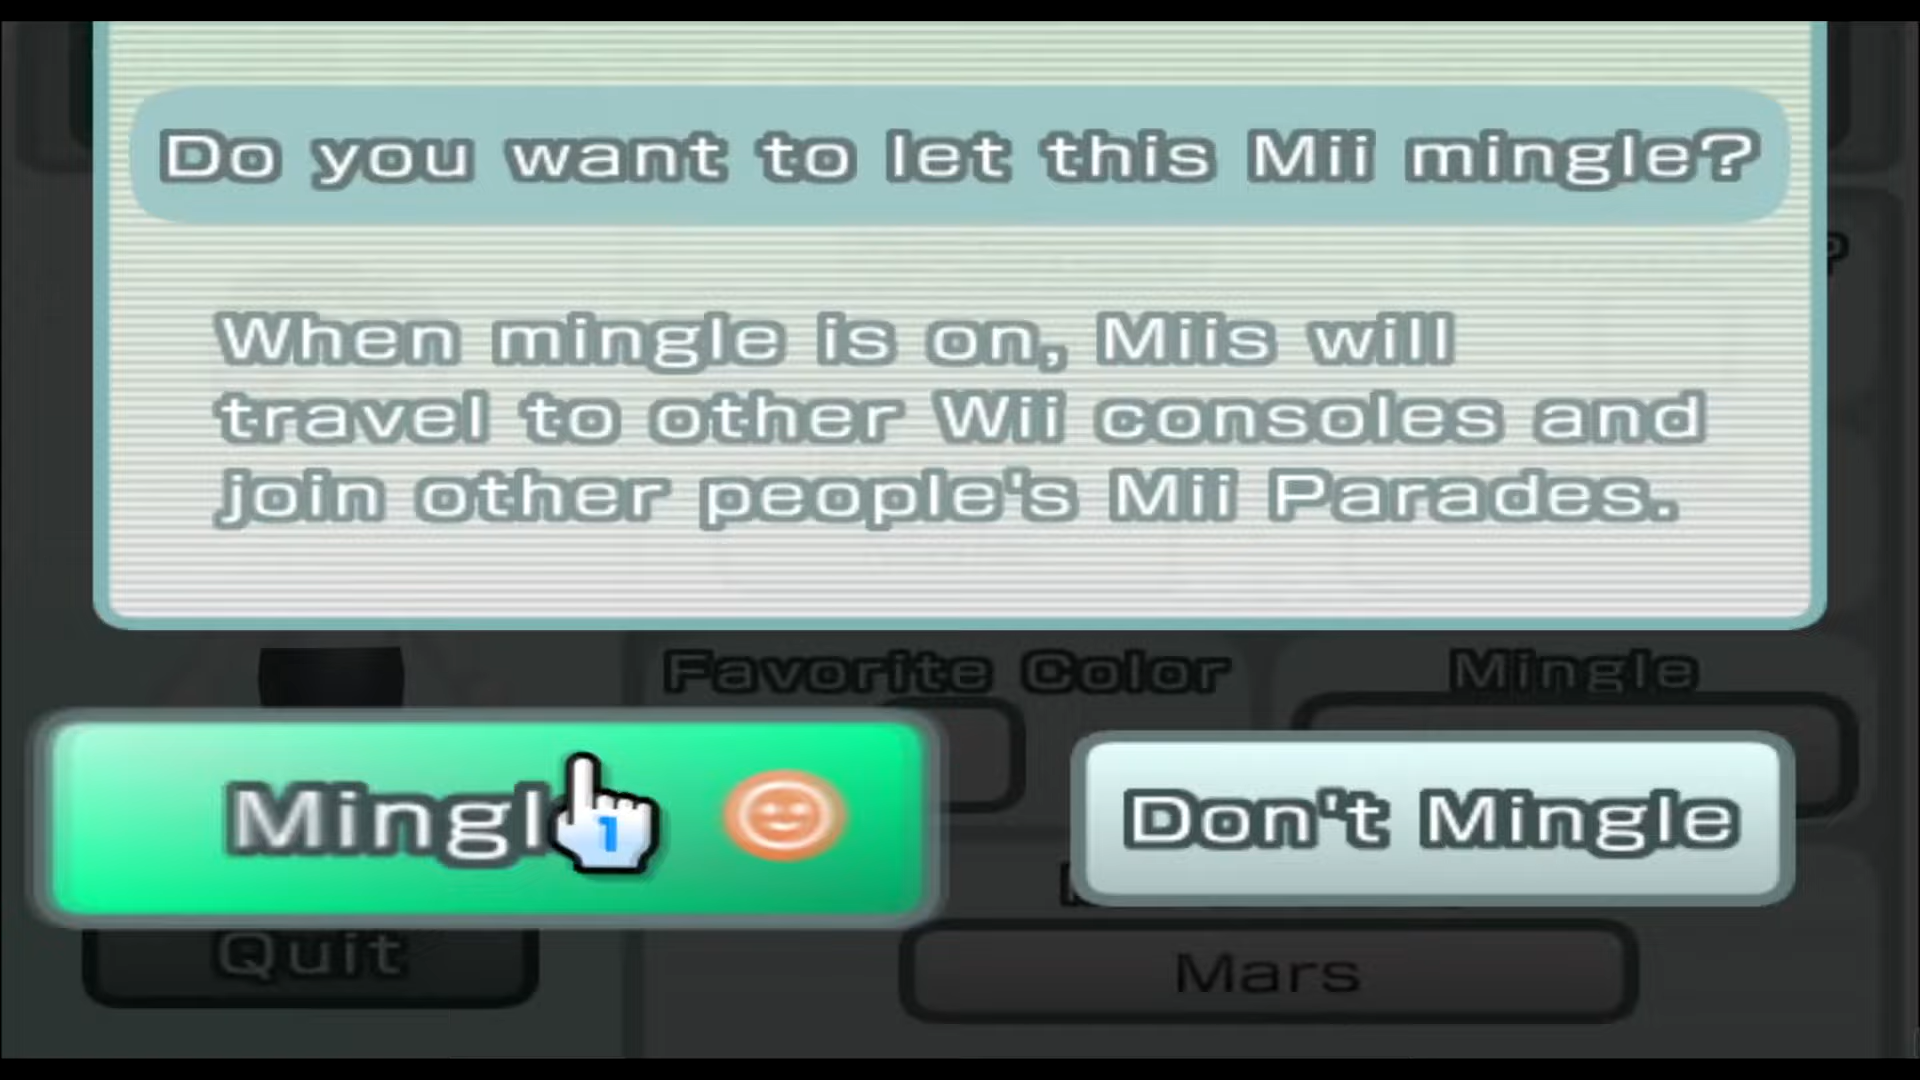 Do you want to let this Mii mingle?
When mingle is on, Miis will
travel to other Wii consoles and
join other people's Mii Parades.
Favorite Color
Mingle
Don't Mingle
1
Quit
Mars